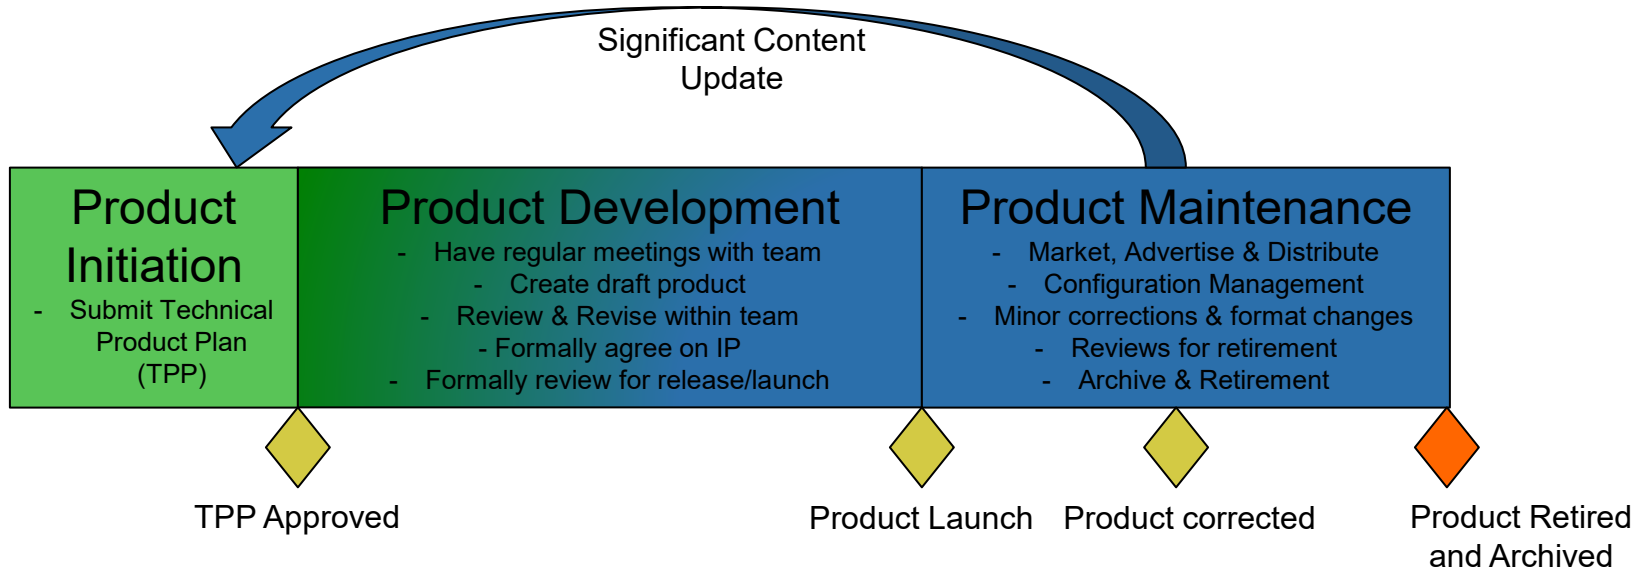 Significant Content
Update
Product
Initiation
- Submit Technical
Product Plan
(TPP)
Product Development
- Have regular meetings with team
- Create draft product
- Review & Revise within team
- Formally agree on IP
- Formally review for release/launch
Product Maintenance
- Market, Advertise & Distribute
- Configuration Management
- Minor corrections & format changes
- Reviews for retirement
- Archive & Retirement
TPP Approved
Product Launch
Product corrected
Product Retired
and Archived